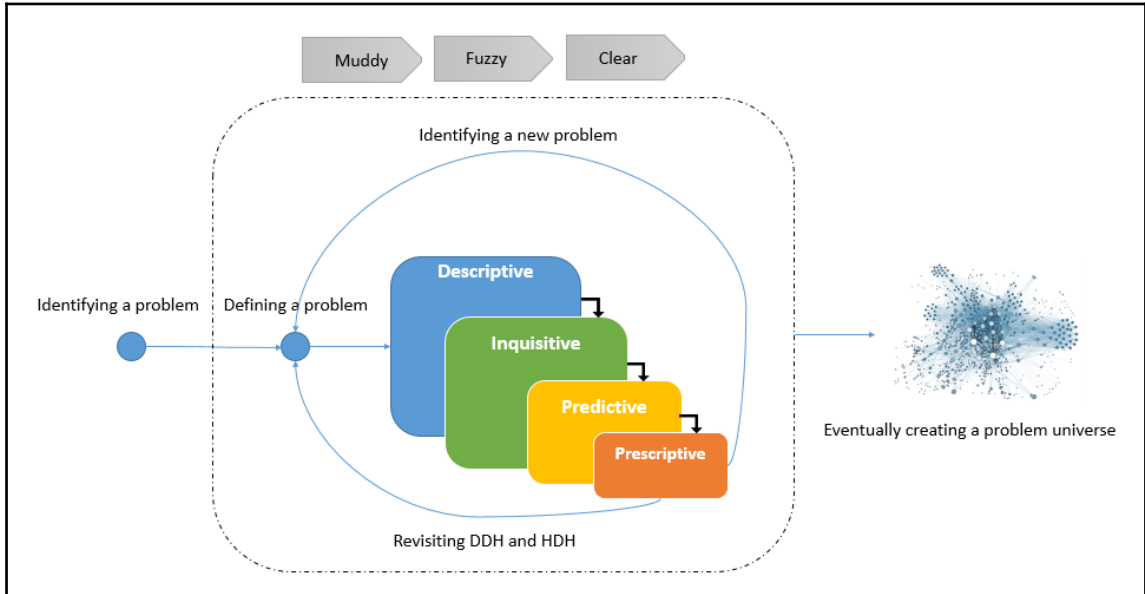 Muddy
Fuzzy
Clear
Identifying a new problem
Descriptive
Identifying a problem
Defining a problem
Inquisitive
Predictive
Eventually creating a problem universe
Prescriptive
Revisiting DDH and HDH